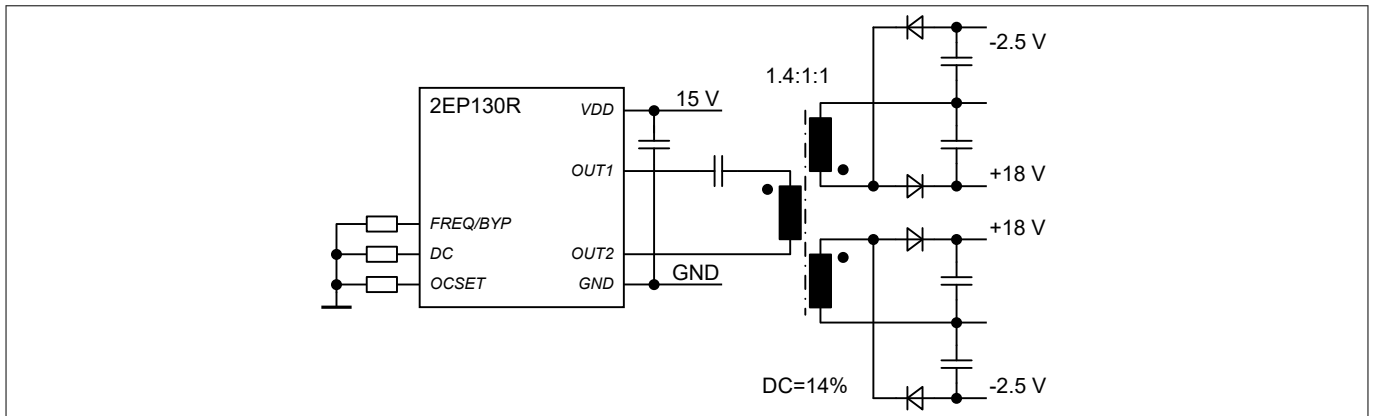 -2.5 V
1.4:1:1
2EP130R
VDD
15 V
OUT1
+18 V
FREQ/BYP
+18 V
DC
OUT2
OCSET
GND
GND
DC=14%
-2.5 V